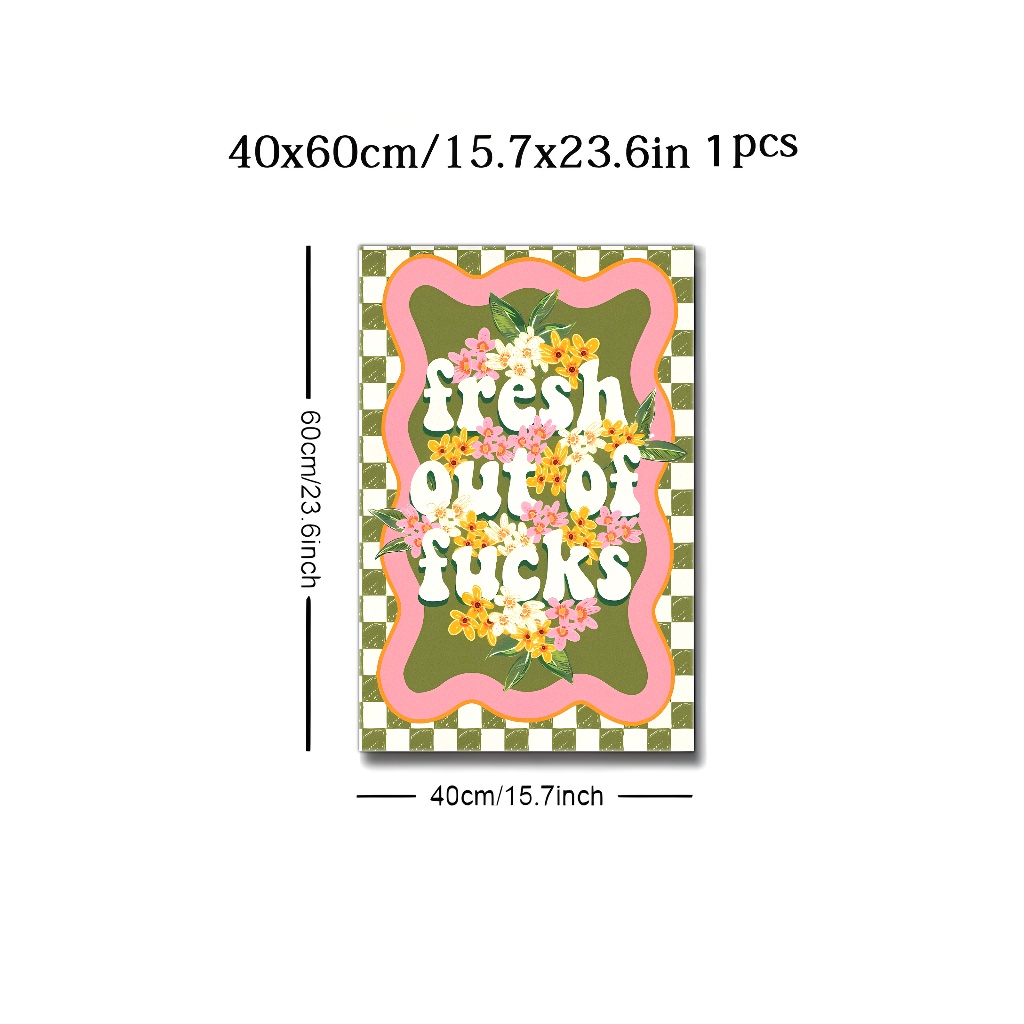 40x60cm/15.7x23.6in 1pcs
fresh
out of
fucks
60cm/23.6inch
40cm/15.7inch